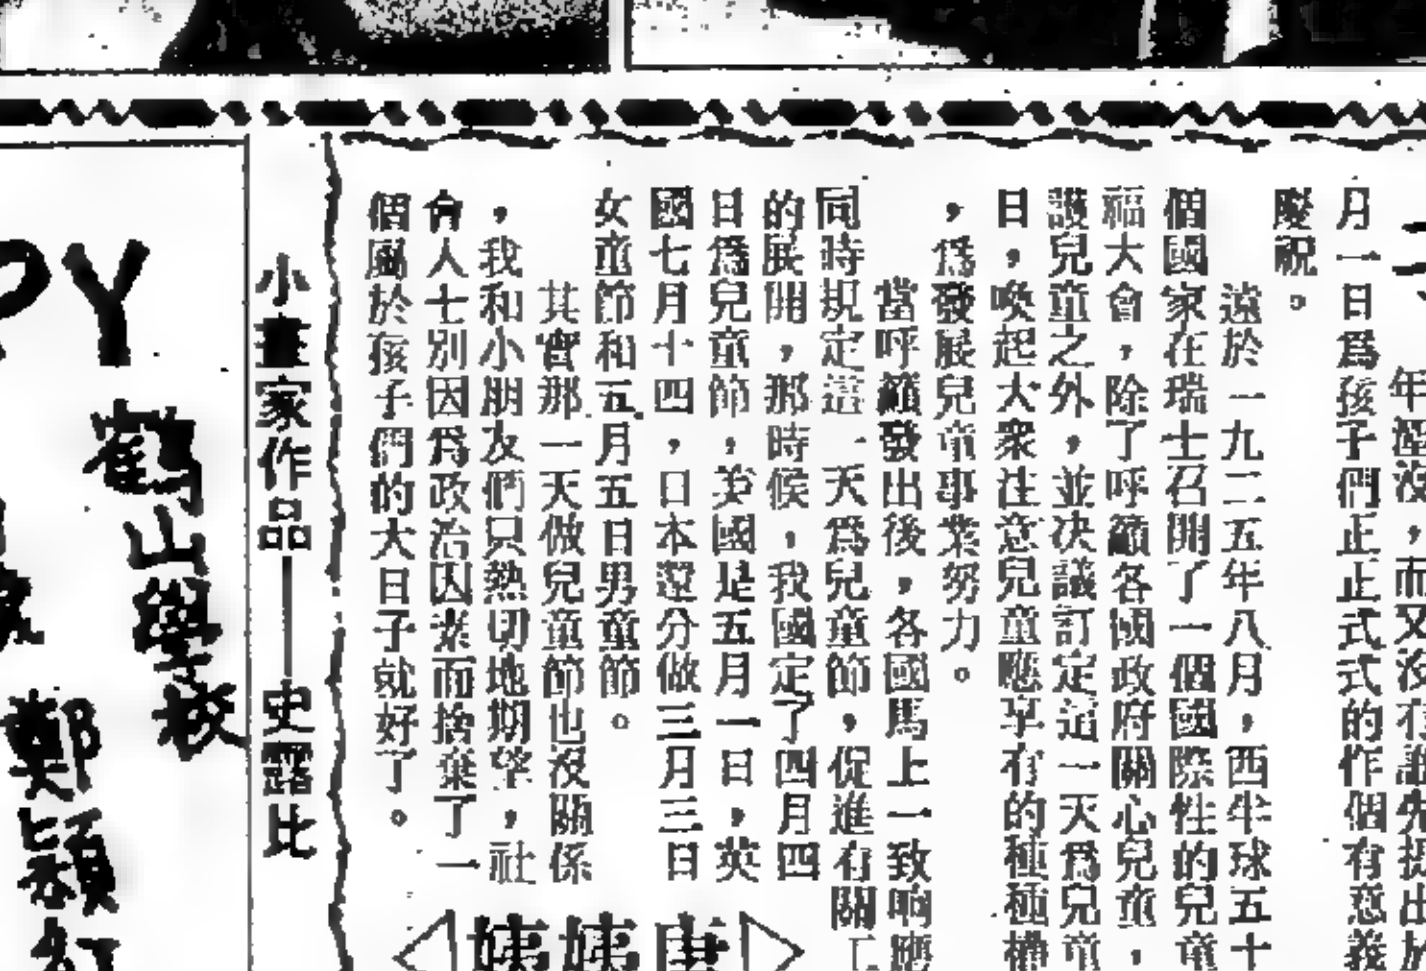 年湮沒，而又沒有誰先提出於
月一日為孩子們正正式式的作個有意義
慶祝。
遠於一九二五年八月，西半球五十
個國家在瑞士召開了一個國際性的兒童
福大會，除了呼籲各國政府關心兒童，
護兒童之外，並決議訂定這一天為兒童
日，喚起大衆注意兒童應享有的種種權
，為發展兒童事業努力。
當呼籲發出後，各國馬上一致响應
同時規定這一天為兒童節，促進有關工
的展開，那時候，我國定了四月四
日為兒童節，美國是五月一日，英
國七月十四，日本還分做三月三日
女童節和五月五日男童節。
其實那一天做兒童節也沒關係
，我和小朋友們只熱切地期望，社
會人士別因為政治因素而捨棄了一
個屬於孩子們的大日子就好了。
唐姨姨
小畫家作品——史露比
PY
鶴山學校
鄭穎